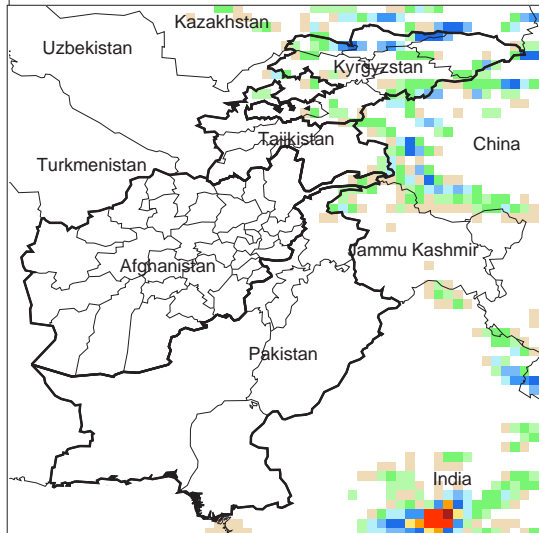 Kazakhstan
Uzbekistan
Kyrgyzstan
Tajikistan
China
Turkmenistan
Jammu Kashmir
Afghanistan
Pakistan
India